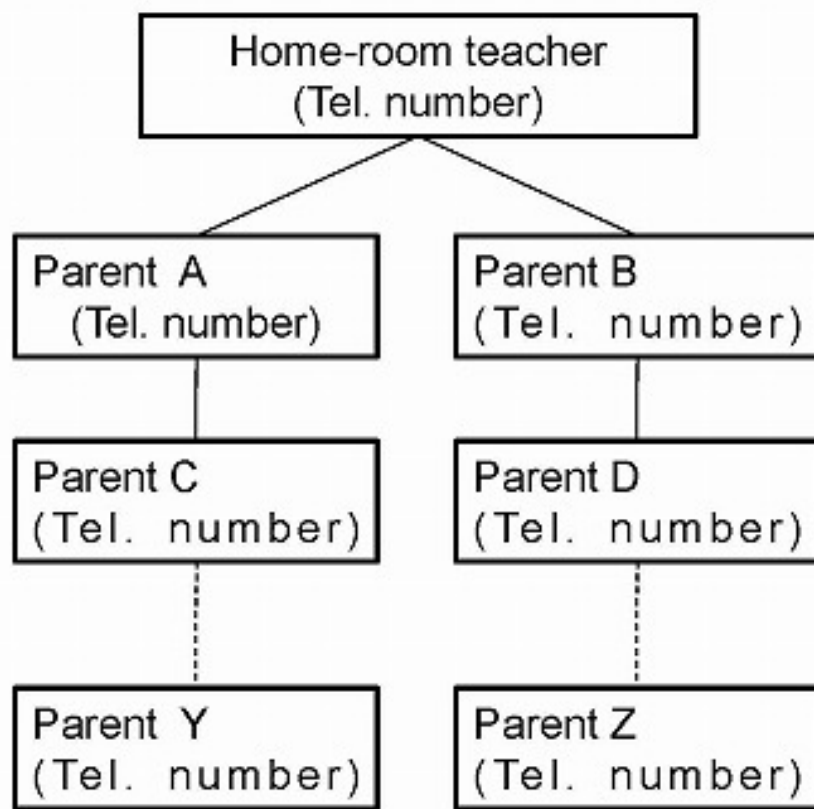 Home-room teacher
(Tel. number)
Parent A
(Tel. number)
Parent B
(Tel. number)
Parent C
(Tel. number)
Parent D
(Tel. number)
Parent Y
(Tel. number)
Parent Z
(Tel. number)